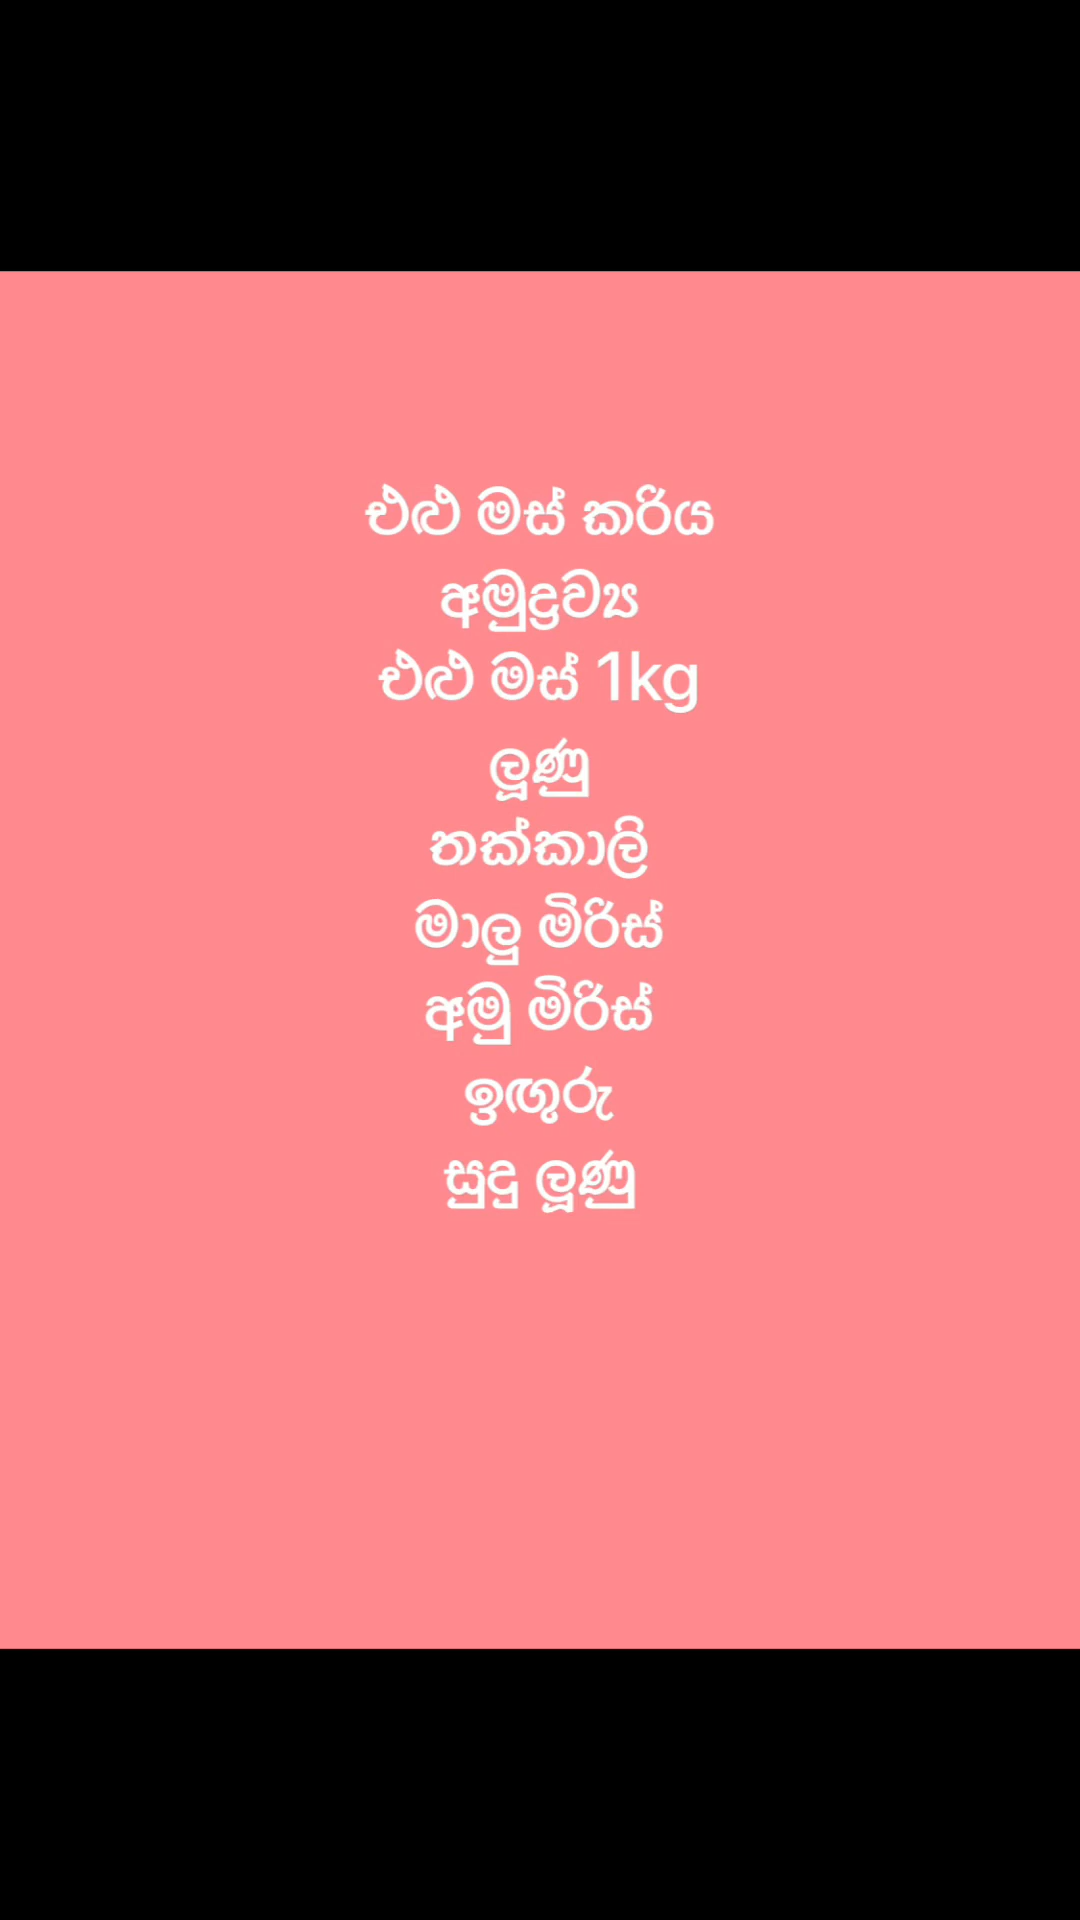 එළු මස් කරිය
අමුද්‍රව්‍ය
එළු මස් 1kg
ලූණු
තක්කාලි
මාලු මිරිස්
අමු මිරිස්
ඉඟුරු
සුදු ලූණු